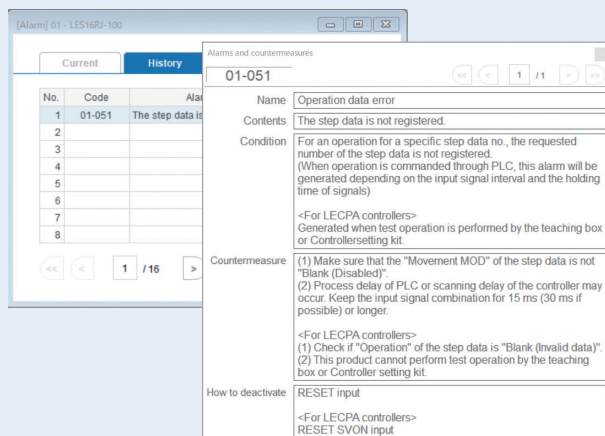 [Alarm] 01 - LES16RJ-100
Current
History
No.
Code
1
01-051
The step data is
2
3
4
5
6
7
8
<<
<
1
/ 16
>
Alarms and countermeasures
01-051
<<
<
1
/ 1
>
>>
Name
Operation data error
Contents
The step data is not registered.
Condition
For an operation for a specific step data no., the requested
number of the step data is not registered.
(When operation is commanded through PLC, this alarm will be
generated depending on the input signal interval and the holding
time of signals)
<For LECPA controllers>
Generated when test operation is performed by the teaching box
or Controllersetting kit.
Countermeasure
(1) Make sure that the "Movement MOD" of the step data is not
"Blank (Disabled)".
(2) Process delay of PLC or scanning delay of the controller may
occur. Keep the input signal combination for 15 ms (30 ms if
possible) or longer.
<For LECPA controllers>
(1) Check if "Operation" of the step data is "Blank (Invalid data)".
(2) This product cannot perform test operation by the teaching
box or Controller setting kit.
How to deactivate
RESET input
<For LECPA controllers>
RESET SVON input